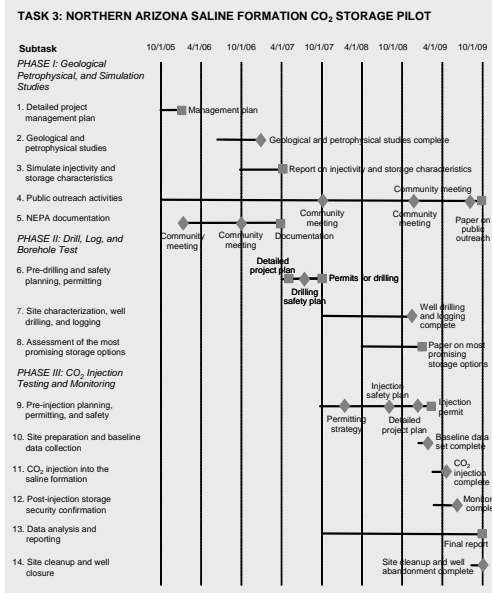 TASK 3: NORTHERN ARIZONA SALINE FORMATION CO₂ STORAGE PILOT
Subtask 10/1/05 4/1/06 10/1/06 4/1/07 10/1/07 4/1/08 10/1/08 4/1/09 10/1/09
PHASE I: Geological
Petrophysical, and Simulation
Studies
1. Detailed project
management plan
Management plan
2. Geological and
petrophysical studies
Geological and petrophysical studies complete
3. Simulate injectivity and
storage characteristics
Report on injectivity and storage characteristics
4. Public outreach activities
Community meeting
Community
meeting
Community
meeting
Paper on
public
outreach
5. NEPA documentation
Community
meeting
Community
meeting
Documentation
PHASE II: Drill, Log, and
Borehole Test
6. Pre-drilling and safety
planning, permitting
Detailed
project plan
Drilling
safety plan
Permits for drilling
7. Site characterization, well
drilling, and logging
Well drilling
and logging
complete
8. Assessment of the most
promising storage options
Paper on most
promising
storage options
PHASE III: CO₂ Injection
Testing and Monitoring
9. Pre-injection planning,
permitting, and safety
Permitting
strategy
Injection
safety plan
Detailed
project plan
Injection
permit
10. Site preparation and baseline
data collection
Baseline data
set complete
11. CO₂ injection into the
saline formation
CO₂
injection
complete
12. Post-injection storage
security confirmation
Monitor
comple
13. Data analysis and
reporting
Final report
14. Site cleanup and well
closure
Site cleanup and well
abandonment complete